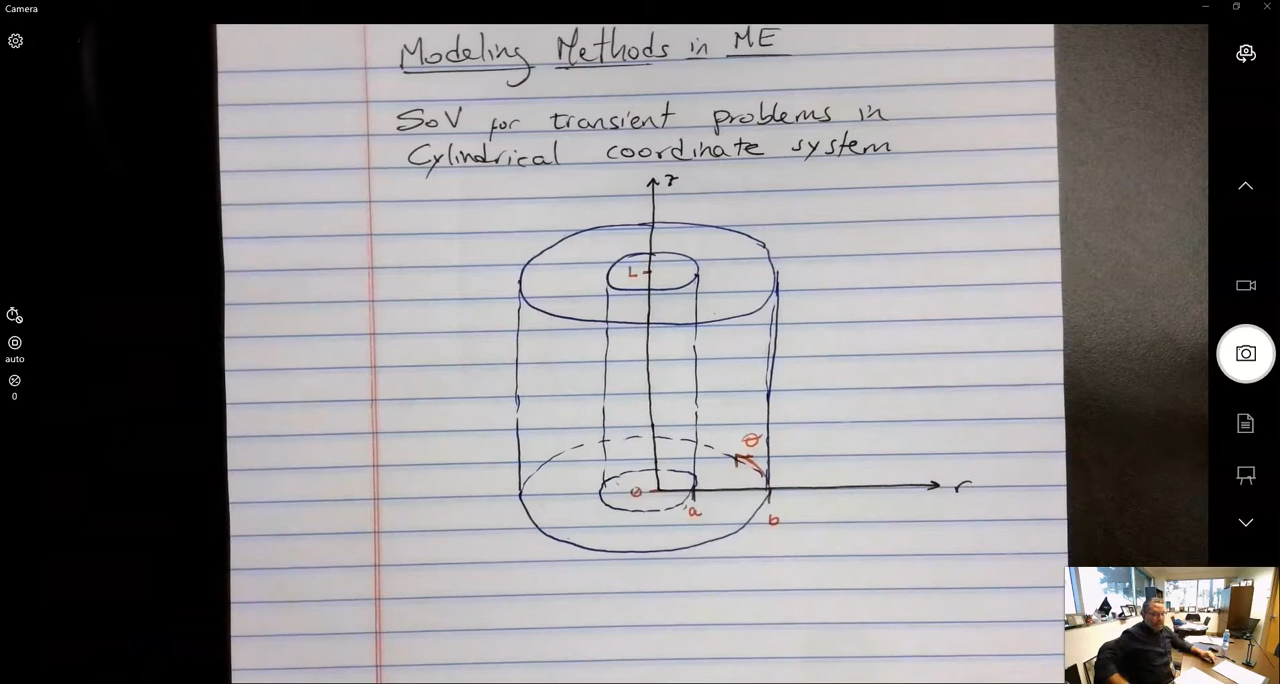 Camera
Modeling Methods in ME
SoV for transient problems in
Cylindrical coordinate system
z
L
θ
r
0
a
b
auto
0